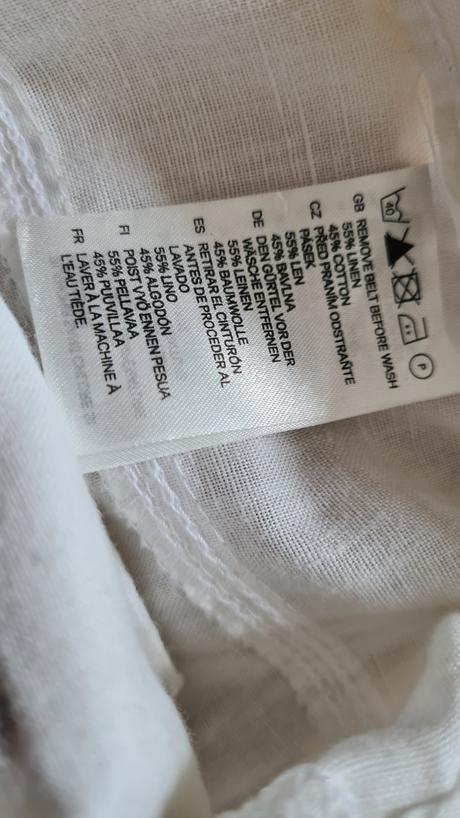 40
P
GB REMOVE BELT BEFORE WASH
55% LINEN
45% COTTON
CZ PŘED PRANÍM ODSTRAŇTE
PÁSEK
55% LEN
45% BAVLNA
DE DEN GÜRTEL VOR DER
WÄSCHE ENTFERNEN
55% LEINEN
45% BAUMWOLLE
ES RETIRAR EL CINTURÓN
ANTES DE PROCEDER AL
LAVADO
55% LINO
45% ALGODÓN
FI POIST VYÖ ENNEN PESUA
55% PELLAVAA
45% PUUVILLAA
FR LAVER À LA MACHINE À
L'EAU TIÈDE.